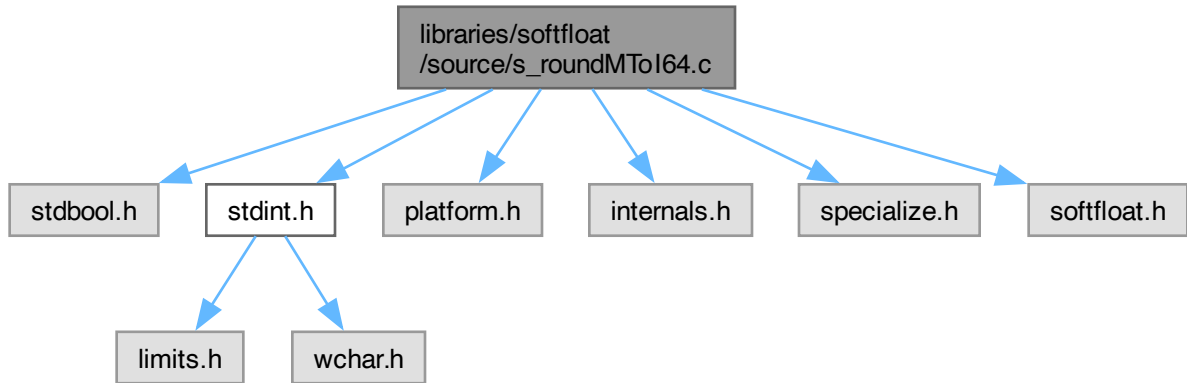 libraries/softfloat
/source/s_roundMToI64.c
stdbool.h
stdint.h
platform.h
internals.h
specialize.h
softfloat.h
limits.h
wchar.h